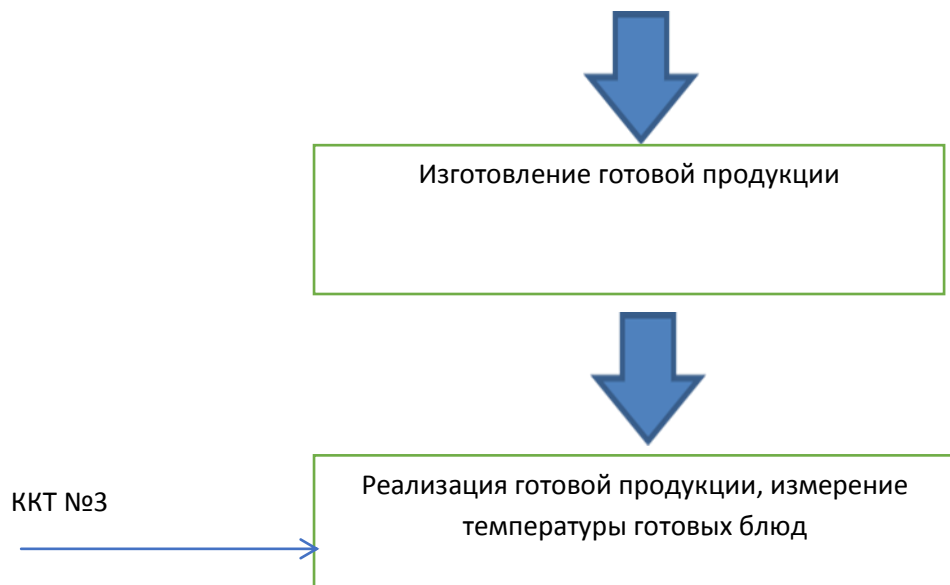 Изготовление готовой продукции
Реализация готовой продукции, измерение
температуры готовых блюд
ККТ №3